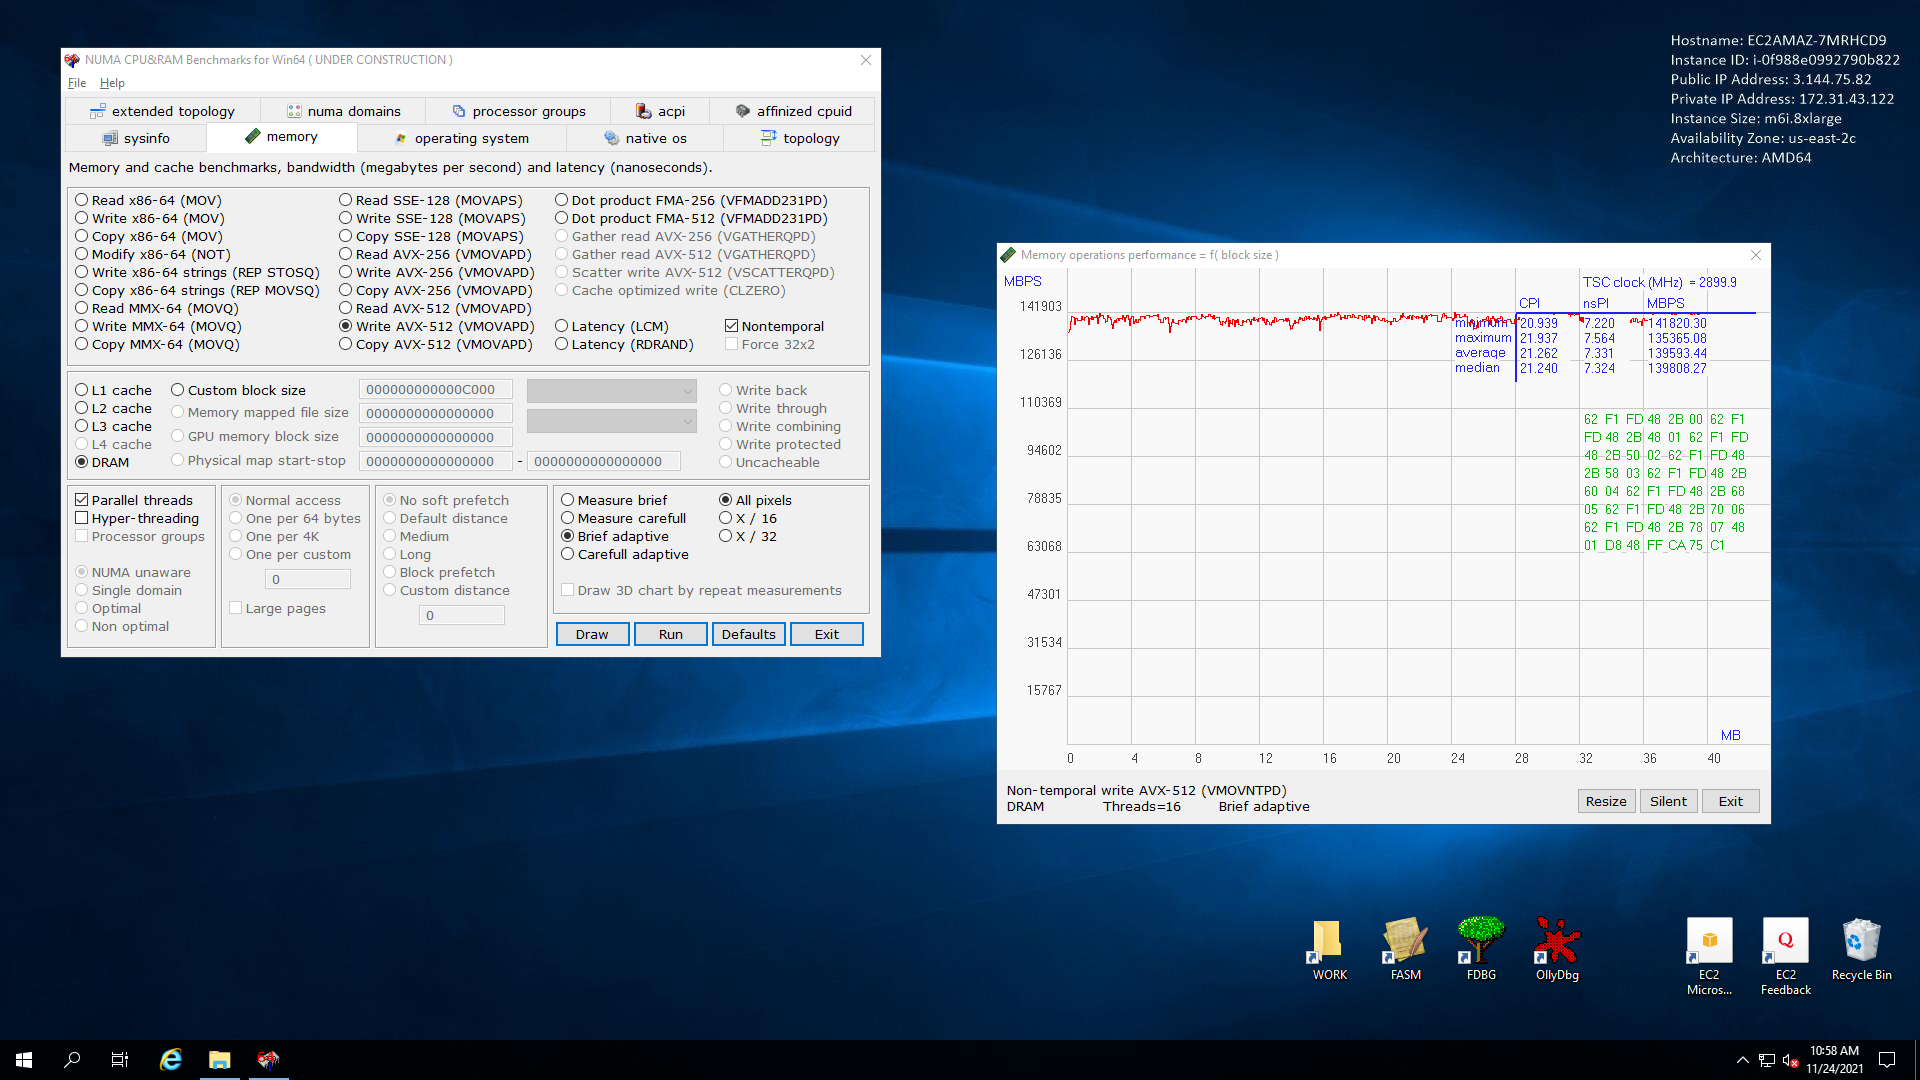 Hostname: EC2AMAZ-7MRHCD9
Instance ID: i-0f988e0992790b822
Public IP Address: 3.144.75.82
Private IP Address: 172.31.43.122
Instance Size: m6i.8xlarge
Availability Zone: us-east-2c
Architecture: AMD64
NUMA CPU&RAM Benchmarks for Win64 ( UNDER CONSTRUCTION )
File Help
extended topology numa domains processor groups acpi affinized cpuid
sysinfo memory operating system native os topology
Memory and cache benchmarks, bandwidth (megabytes per second) and latency (nanoseconds).
Read x86-64 (MOV)
Write x86-64 (MOV)
Copy x86-64 (MOV)
Modify x86-64 (NOT)
Write x86-64 strings (REP STOSQ)
Copy x86-64 strings (REP MOVSQ)
Read MMX-64 (MOVQ)
Write MMX-64 (MOVQ)
Copy MMX-64 (MOVQ)
Read SSE-128 (MOVAPS)
Write SSE-128 (MOVAPS)
Copy SSE-128 (MOVAPS)
Read AVX-256 (VMOVAPD)
Write AVX-256 (VMOVAPD)
Copy AVX-256 (VMOVAPD)
Read AVX-512 (VMOVAPD)
Write AVX-512 (VMOVAPD)
Copy AVX-512 (VMOVAPD)
Dot product FMA-256 (VFMADD231PD)
Dot product FMA-512 (VFMADD231PD)
Gather read AVX-256 (VGATHERQPD)
Gather read AVX-512 (VGATHERQPD)
Scatter write AVX-512 (VSCATTERQPD)
Cache optimized write (CLZERO)
Latency (LCM)
Latency (RDRAND)
Nontemporal
Force 32x2
L1 cache
L2 cache
L3 cache
L4 cache
DRAM
Custom block size 000000000000C000
Memory mapped file size 0000000000000000
GPU memory block size 0000000000000000
Physical map start-stop 0000000000000000 - 0000000000000000
Write back
Write through
Write combining
Write protected
Uncacheable
Parallel threads
Hyper-threading
Processor groups
NUMA unaware
Single domain
Optimal
Non optimal
Normal access
One per 64 bytes
One per 4K
One per custom
0
Large pages
No soft prefetch
Default distance
Medium
Long
Block prefetch
Custom distance
0
Measure brief
Measure carefull
Brief adaptive
Carefull adaptive
All pixels
X / 16
X / 32
Draw 3D chart by repeat measurements
Draw Run Defaults Exit
Memory operations performance = f( block size )
MBPS
TSC clock (MHz) = 2899.9
CPI nsPI MBPS
minimum 20.939 7.220 141820.30
maximum 21.937 7.564 135365.08
average 21.262 7.331 139593.44
median 21.240 7.324 139808.27
141903
126136
110369
94602
78835
63068
47301
31534
15767
62 F1 FD 48 2B 00 62 F1
FD 48 2B 48 01 62 F1 FD
48 2B 50 02 62 F1 FD 48
2B 58 03 62 F1 FD 48 2B
60 04 62 F1 FD 48 2B 68
05 62 F1 FD 48 2B 70 06
62 F1 FD 48 2B 78 07 48
01 D8 48 FF CA 75 C1
MB
0 4 8 12 16 20 24 28 32 36 40
Non-temporal write AVX-512 (VMOVNTPD)
DRAM Threads=16 Brief adaptive
Resize Silent Exit
WORK
FASM
FDBG
OllyDbg
EC2
Micros...
EC2
Feedback
Recycle Bin
10:58 AM
11/24/2021